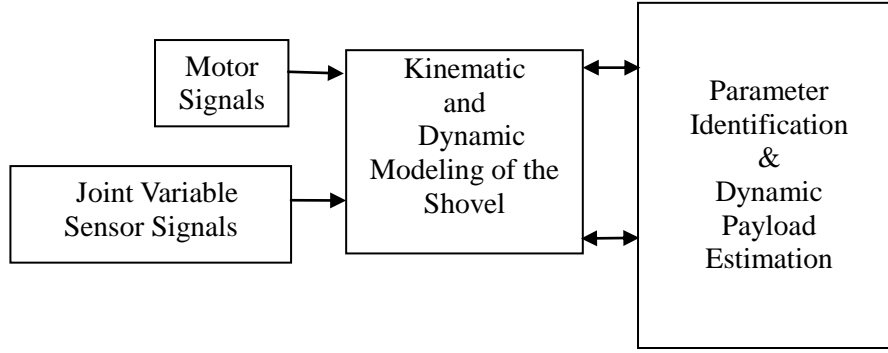 Motor
Signals
Joint Variable
Sensor Signals
Kinematic
and
Dynamic
Modeling of the
Shovel
Parameter
Identification
&
Dynamic
Payload
Estimation